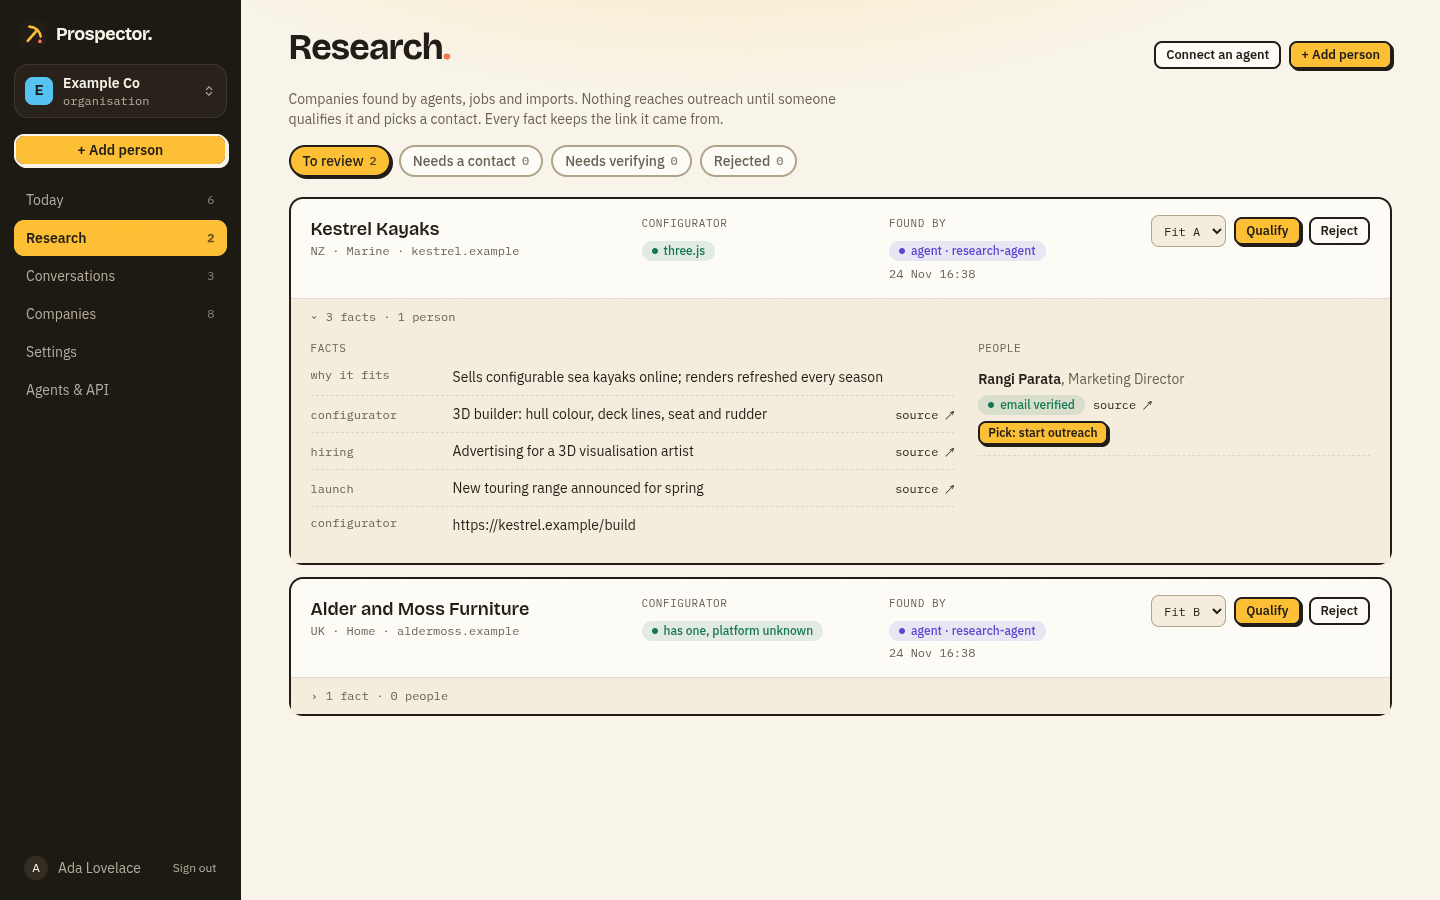 Prospector.
E
Example Co
organisation
+ Add person
Today 6
Research 2
Conversations 3
Companies 8
Settings
Agents & API
A Ada Lovelace Sign out
Research.
Connect an agent
+ Add person
Companies found by agents, jobs and imports. Nothing reaches outreach until someone
qualifies it and picks a contact. Every fact keeps the link it came from.
To review 2
Needs a contact 0
Needs verifying 0
Rejected 0
Kestrel Kayaks
NZ · Marine · kestrel.example
CONFIGURATOR
three.js
FOUND BY
agent · research-agent
24 Nov 16:38
Fit A
Qualify
Reject
3 facts · 1 person
FACTS
why it fits Sells configurable sea kayaks online; renders refreshed every season
configurator 3D builder: hull colour, deck lines, seat and rudder source ↗
hiring Advertising for a 3D visualisation artist source ↗
launch New touring range announced for spring source ↗
configurator https://kestrel.example/build
PEOPLE
Rangi Parata, Marketing Director
email verified source ↗
Pick: start outreach
Alder and Moss Furniture
UK · Home · aldermoss.example
CONFIGURATOR
has one, platform unknown
FOUND BY
agent · research-agent
24 Nov 16:38
Fit B
Qualify
Reject
1 fact · 0 people